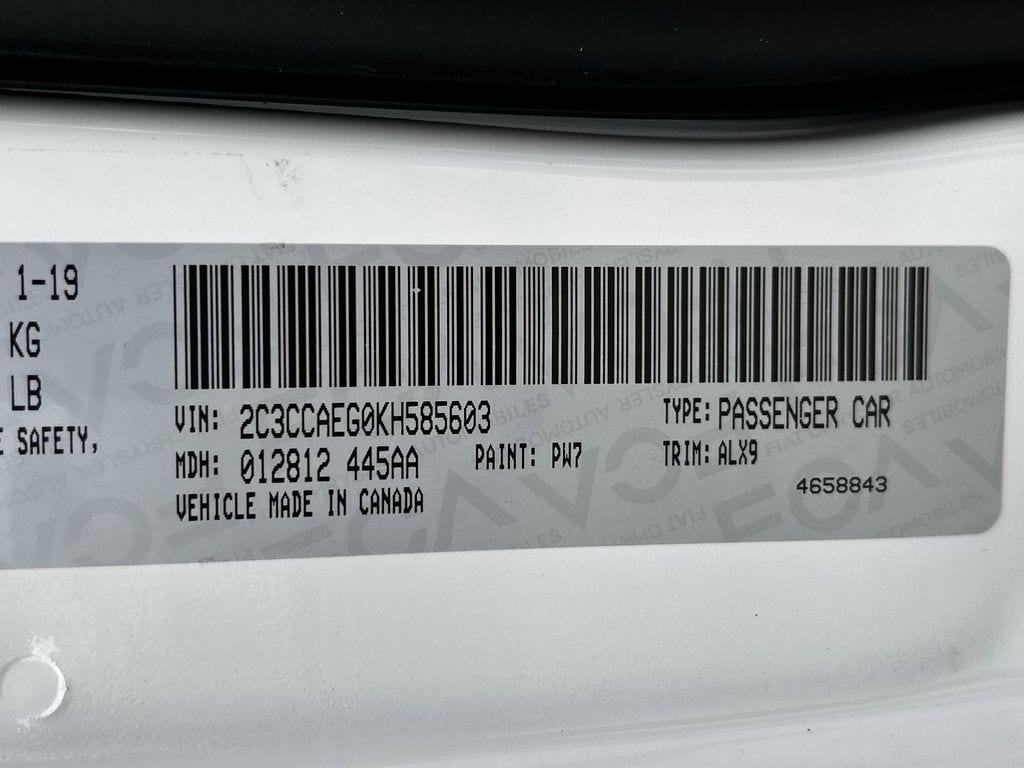 1-19
KG
LB
E SAFETY,
VIN: 2C3CCAEG0KH585603 TYPE: PASSENGER CAR
MDH: 012812 445AA PAINT: PW7 TRIM: ALX9
VEHICLE MADE IN CANADA 4658843